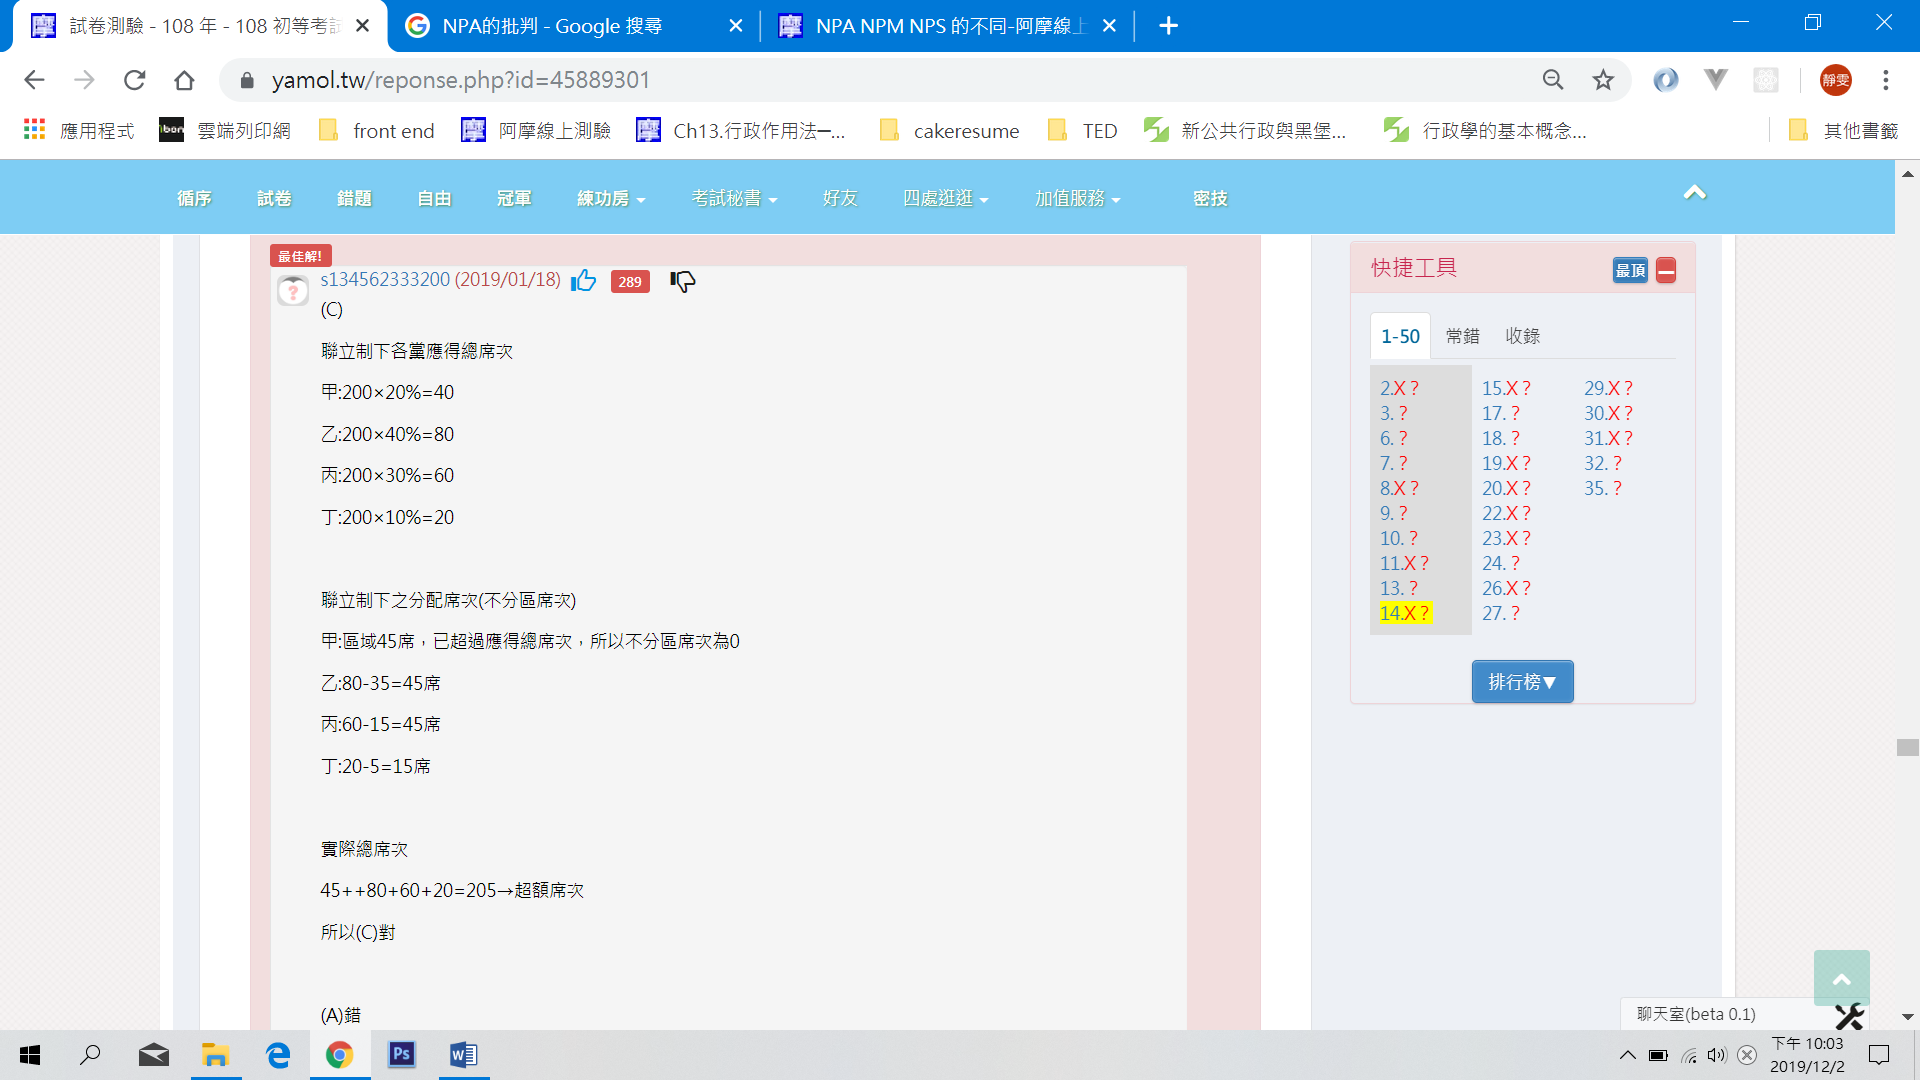 試卷測驗 - 108 年 - 108 初等考試
NPA的批判 - Google 搜尋
NPA NPM NPS 的不同-阿摩線上
yamol.tw/reponse.php?id=45889301
靜雯
應用程式
ibon
雲端列印網
front end
摩
阿摩線上測驗
摩
Ch13.行政作用法─...
cakeresume
TED
新公共行政與黑堡...
行政學的基本概念...
其他書籤
循序
試卷
錯題
自由
冠軍
練功房
考試秘書
好友
四處逛逛
加值服務
密技
最佳解!
s134562333200 (2019/01/18)
289
(C)
聯立制下各黨應得總席次
甲:200×20%=40
乙:200×40%=80
丙:200×30%=60
丁:200×10%=20
聯立制下之分配席次(不分區席次)
甲:區域45席，已超過應得總席次，所以不分區席次為0
乙:80-35=45席
丙:60-15=45席
丁:20-5=15席
實際總席次
45++80+60+20=205→超額席次
所以(C)對
(A)錯
快捷工具
最頂
1-50
常錯
收錄
2.X ?
3. ?
6. ?
7. ?
8.X ?
9. ?
10. ?
11.X ?
13. ?
14.X ?
15.X ?
17. ?
18. ?
19.X ?
20.X ?
22.X ?
23.X ?
24. ?
26.X ?
27. ?
29.X ?
30.X ?
31.X ?
32. ?
35. ?
排行榜▼
聊天室(beta 0.1)
Ps
下午 10:03
2019/12/2